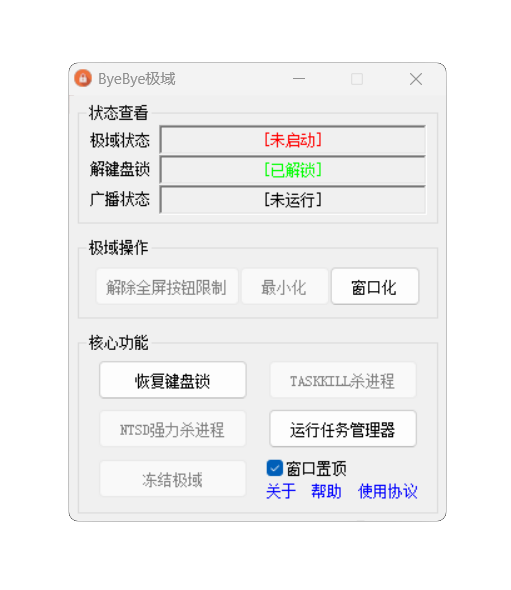 ByeBye极域
状态查看
极域状态 [未启动]
解键盘锁 [已解锁]
广播状态 [未运行]
极域操作
解除全屏按钮限制 最小化 窗口化
核心功能
恢复键盘锁 TASKKILL杀进程
NTSD强力杀进程 运行任务管理器
冻结极域 窗口置顶
关于 帮助 使用协议